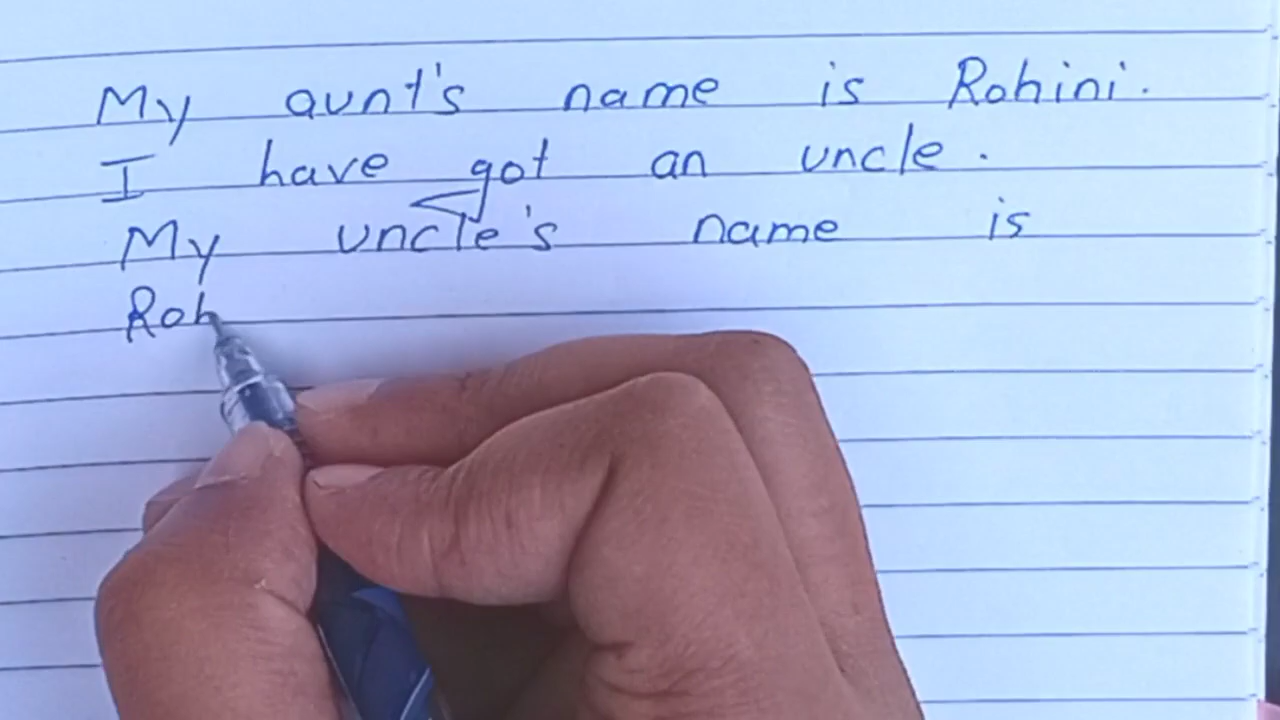 My aunt's name is Rohini.
I have got an uncle.
My uncle's name is
Roh